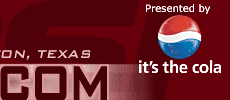 Presented by
it's the cola
ON, TEXAS
COM